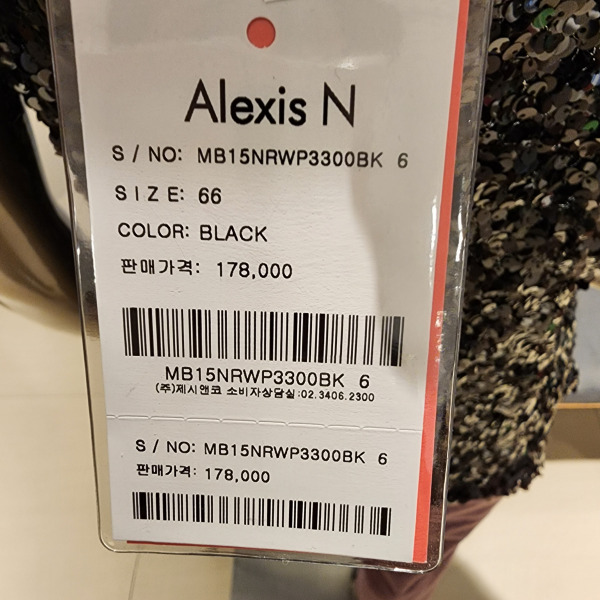 Alexis N
S / NO: MB15NRWP3300BK 6
SIZE: 66
COLOR: BLACK
판매가격: 178,000
MB15NRWP3300BK 6
(주)제시앤코 소비자상담실:02.3406.2300
S / NO: MB15NRWP3300BK 6
판매가격: 178,000